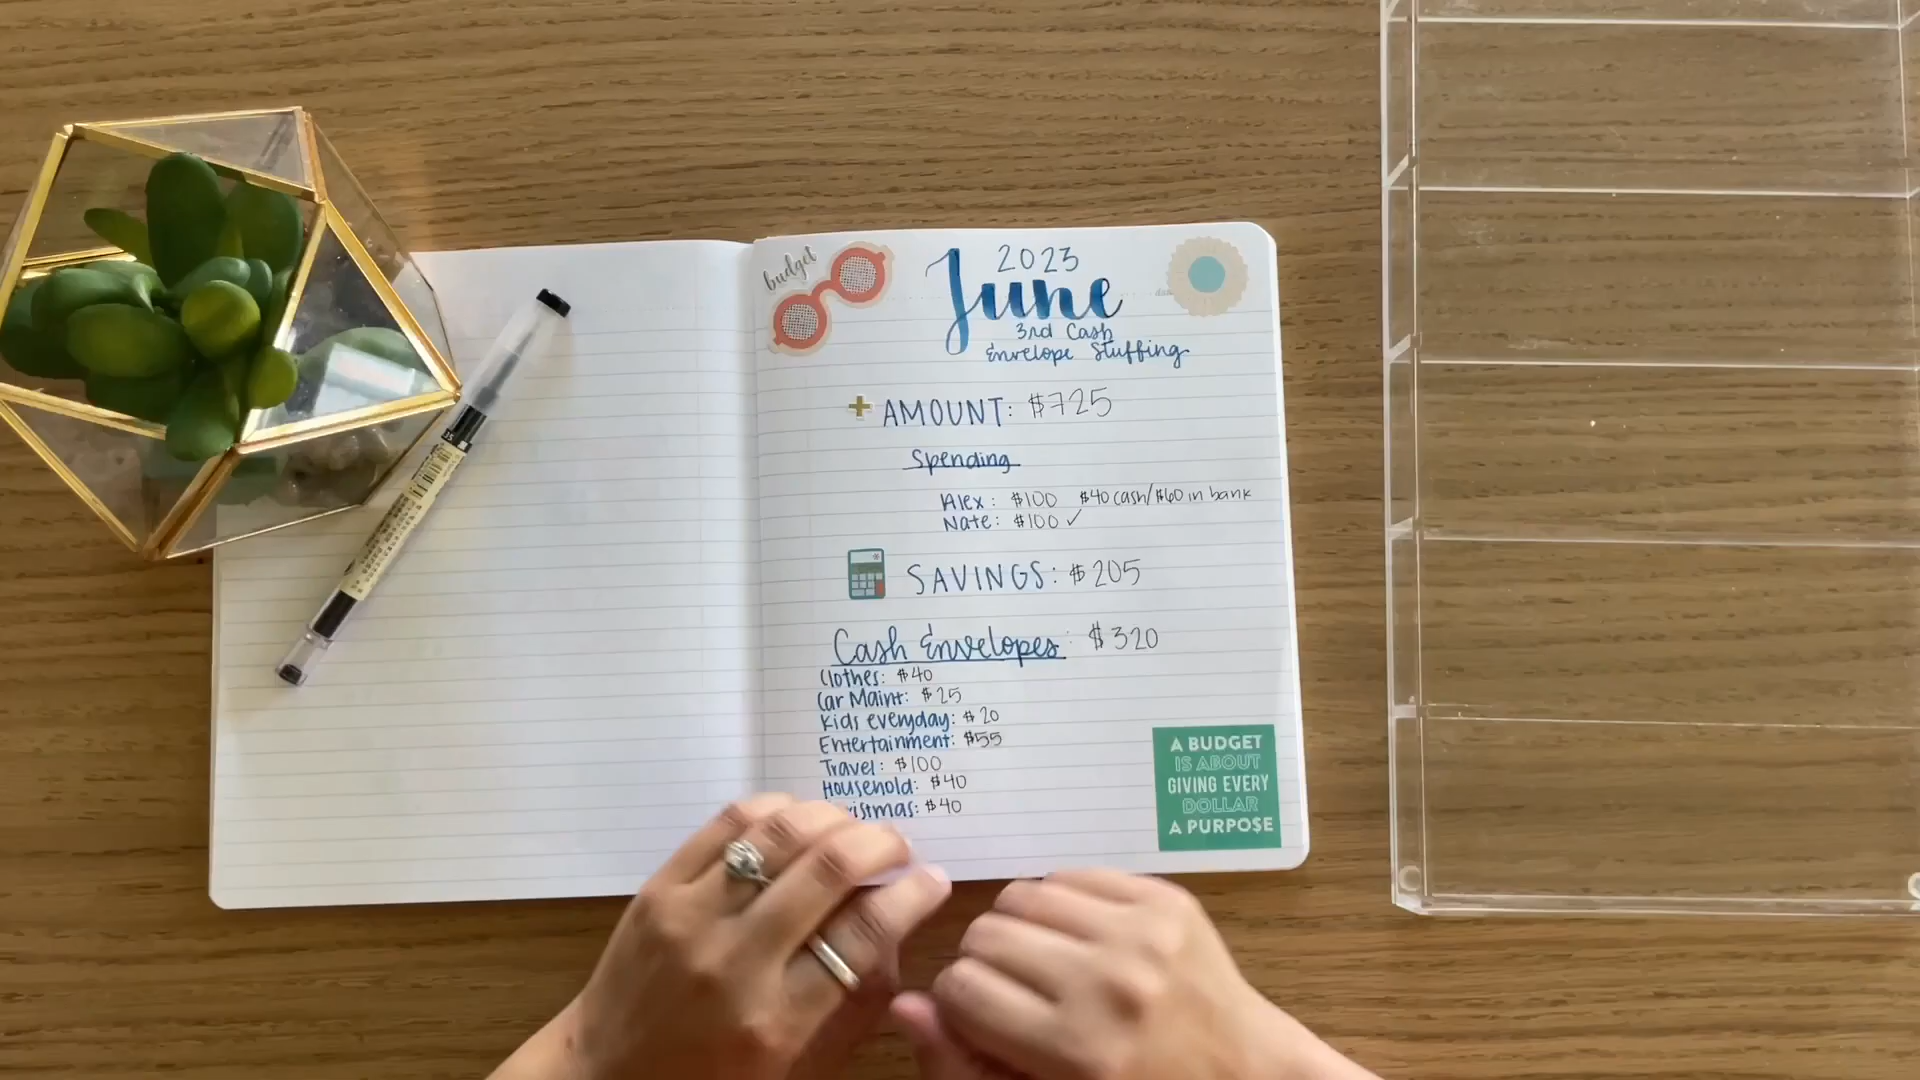 budget
2023
June
3rd Cash
Envelope Stuffing
AMOUNT: $725
Spending
Alex: $100 $40 cash/$60 in bank
Nate: $100 ✓
SAVINGS: $205
Cash Envelopes: $320
Clothes: $40
Car Maint: $25
Kids everyday: $20
Entertainment: $55
Travel: $100
Household: $40
ristmas: $40
A BUDGET
IS ABOUT
GIVING EVERY
DOLLAR
A PURPO$E